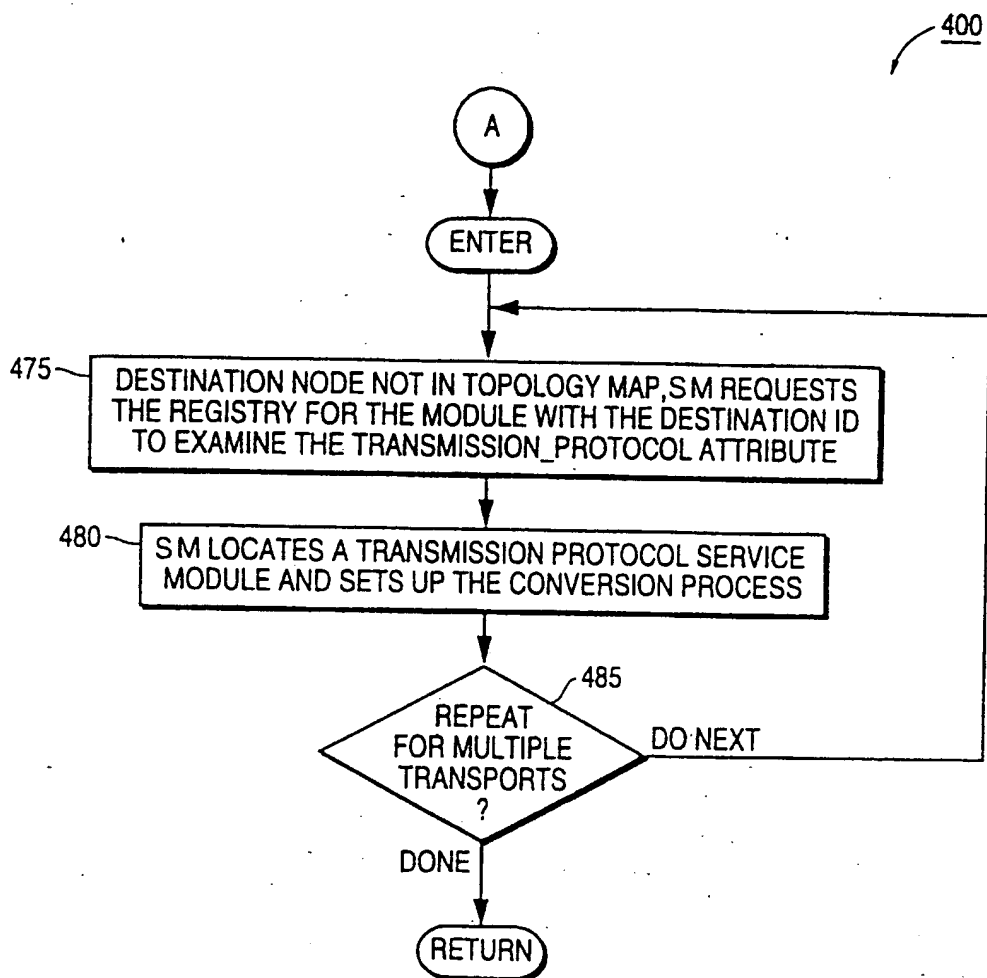 400
A
ENTER
475
DESTINATION NODE NOT IN TOPOLOGY MAP,SM REQUESTS
THE REGISTRY FOR THE MODULE WITH THE DESTINATION ID
TO EXAMINE THE TRANSMISSION_PROTOCOL ATTRIBUTE
480
SM LOCATES A TRANSMISSION PROTOCOL SERVICE
MODULE AND SETS UP THE CONVERSION PROCESS
485
REPEAT
FOR MULTIPLE
TRANSPORTS
?
DO NEXT
DONE
RETURN